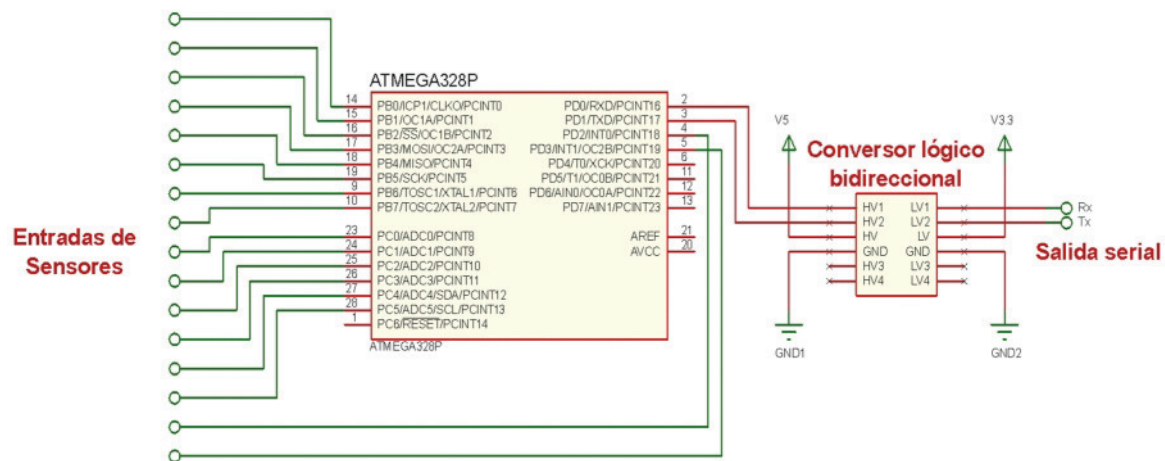 ATMEGA328P
14 PB0/ICP1/CLKO/PCINT0
15 PB1/OC1A/PCINT1
16 PB2/SS/OC1B/PCINT2
17 PB3/MOSI/OC2A/PCINT3
18 PB4/MISO/PCINT4
19 PB5/SCK/PCINT5
9 PB6/TOSC1/XTAL1/PCINT6
10 PB7/TOSC2/XTAL2/PCINT7
23 PC0/ADC0/PCINT8
24 PC1/ADC1/PCINT9
25 PC2/ADC2/PCINT10
26 PC3/ADC3/PCINT11
27 PC4/ADC4/SDA/PCINT12
28 PC5/ADC5/SCL/PCINT13
1 PC6/RESET/PCINT14
PD0/RXD/PCINT16 2
PD1/TXD/PCINT17 3
PD2/INT0/PCINT18 4
PD3/INT1/OC2B/PCINT19 5
PD4/T0/XCK/PCINT20 6
PD5/T1/OC0B/PCINT21 11
PD6/AIN0/OC0A/PCINT22 12
PD7/AIN1/PCINT23 13
AREF 21
AVCC 20
ATMEGA328P
Entradas de
Sensores
V5
V3.3
Conversor lógico
bidireccional
HV1 LV1
HV2 LV2
HV LV
GND GND
HV3 LV3
HV4 LV4
Rx
Tx
Salida serial
GND1
GND2